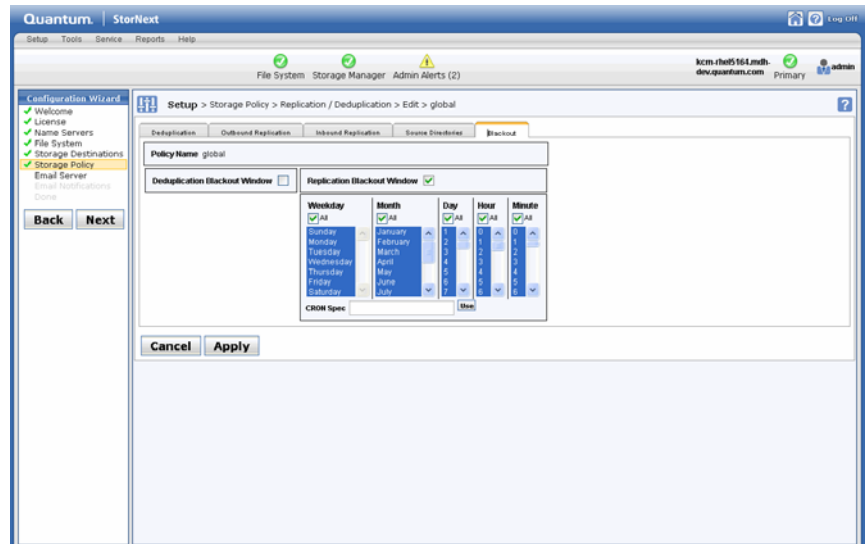 Quantum. | StorNext
Log Off
Setup Tools Service Reports Help
File System Storage Manager Admin Alerts (2)
kcm-rhel5164.mdh-
dev.quantum.com
Primary
admin
Configuration Wizard
Welcome
License
Name Servers
File System
Storage Destinations
Storage Policy
Email Server
Email Notifications
Done
Back Next
Setup > Storage Policy > Replication / Deduplication > Edit > global
?
Deduplication Outbound Replication Inbound Replication Source Directories Blackout
Policy Name global
Deduplication Blackout Window
Replication Blackout Window
Weekday Month Day Hour Minute
All All All All All
Sunday January 1 0 0
Monday February 2 1 1
Tuesday March 3 2 2
Wednesday April 4 3 3
Thursday May 5 4 4
Friday June 6 5 5
Saturday July 7 6 6
CRON Spec Use
Cancel Apply